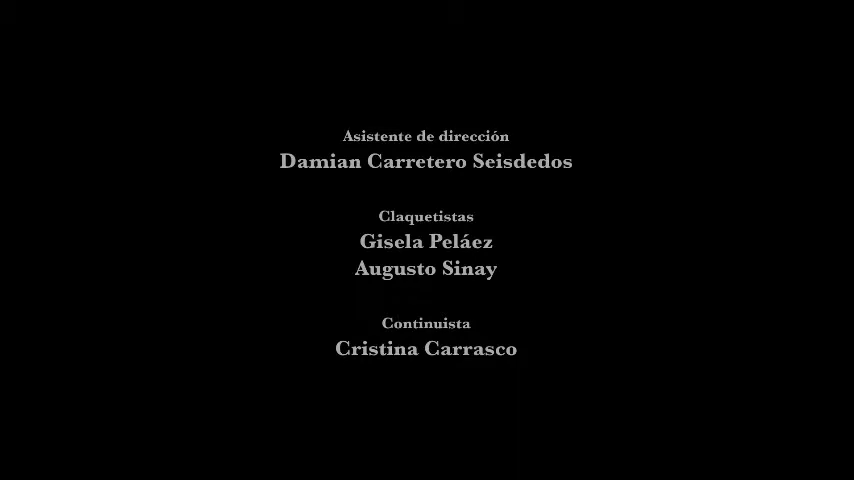 Asistente de dirección
Damian Carretero Seisdedos
Claquetistas
Gisela Peláez
Augusto Sinay
Continuista
Cristina Carrasco